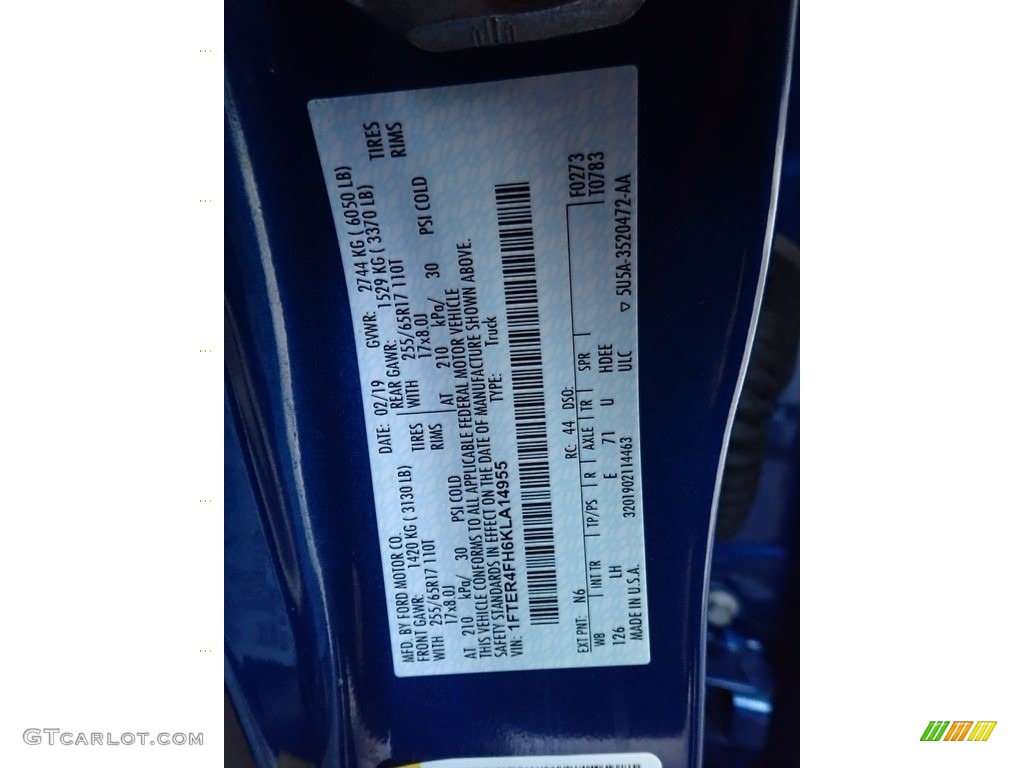 MFD. BY FORD MOTOR CO. DATE: 02/19 GVWR: 2744 KG ( 6050 LB)
FRONT GAWR: 1420 KG ( 3130 LB) REAR GAWR: 1529 KG ( 3370 LB)
WITH 255/65R17 110T TIRES WITH 255/65R17 110T TIRES
17x8.0J RIMS 17x8.0J RIMS
AT 210 kPa/ 30 PSI COLD AT 210 kPa/ 30 PSI COLD
THIS VEHICLE CONFORMS TO ALL APPLICABLE FEDERAL MOTOR VEHICLE
SAFETY STANDARDS IN EFFECT ON THE DATE OF MANUFACTURE SHOWN ABOVE.
VIN: 1FTER4FH6KLA14955 TYPE: Truck
EXT PNT: N6 RC: 44 DSO: F0273
WB INT TR TP/PS R AXLE TR SPR T0783
126 LH E 71 U HDEE
MADE IN U.S.A. 3201902114463 ULC ▽ 5U5A-3520472-AA
GTCarlot.com